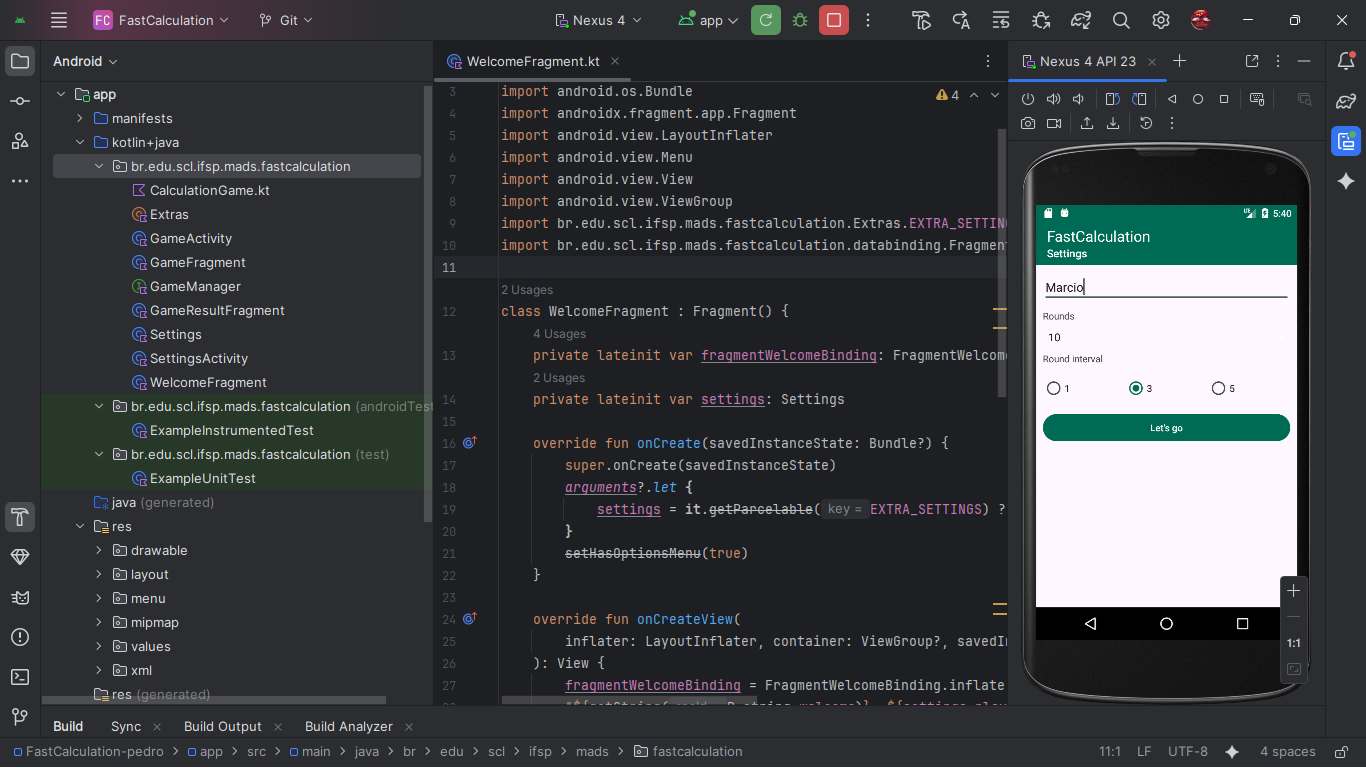 FC FastCalculation
Git
Nexus 4
app
Android
app
manifests
kotlin+java
br.edu.scl.ifsp.mads.fastcalculation
CalculationGame.kt
Extras
GameActivity
GameFragment
GameManager
GameResultFragment
Settings
SettingsActivity
WelcomeFragment
br.edu.scl.ifsp.mads.fastcalculation (androidTest
ExampleInstrumentedTest
br.edu.scl.ifsp.mads.fastcalculation (test)
ExampleUnitTest
java (generated)
res
drawable
layout
menu
mipmap
values
xml
res (generated)
WelcomeFragment.kt
4
3 import android.os.Bundle
4 import androidx.fragment.app.Fragment
5 import android.view.LayoutInflater
6 import android.view.Menu
7 import android.view.View
8 import android.view.ViewGroup
9 import br.edu.scl.ifsp.mads.fastcalculation.Extras.EXTRA_SETTING
10 import br.edu.scl.ifsp.mads.fastcalculation.databinding.Fragment
11
2 Usages
12 class WelcomeFragment : Fragment() {
4 Usages
13 private lateinit var fragmentWelcomeBinding: FragmentWelcome
2 Usages
14 private lateinit var settings: Settings
15
16 override fun onCreate(savedInstanceState: Bundle?) {
17 super.onCreate(savedInstanceState)
18 arguments?.let {
19 settings = it.getParcelable( key = EXTRA_SETTINGS) ?
20 }
21 setHasOptionsMenu(true)
22 }
23
24 override fun onCreateView(
25 inflater: LayoutInflater, container: ViewGroup?, savedIn
26 ): View {
27 fragmentWelcomeBinding = FragmentWelcomeBinding.inflate
Nexus 4 API 23
5:40
FastCalculation
Settings
Marcio
Rounds
10
Round interval
1
3
5
Let's go
1:1
Build
Sync
Build Output
Build Analyzer
FastCalculation-pedro > app > src > main > java > br > edu > scl > ifsp > mads > fastcalculation
11:1
LF
UTF-8
4 spaces